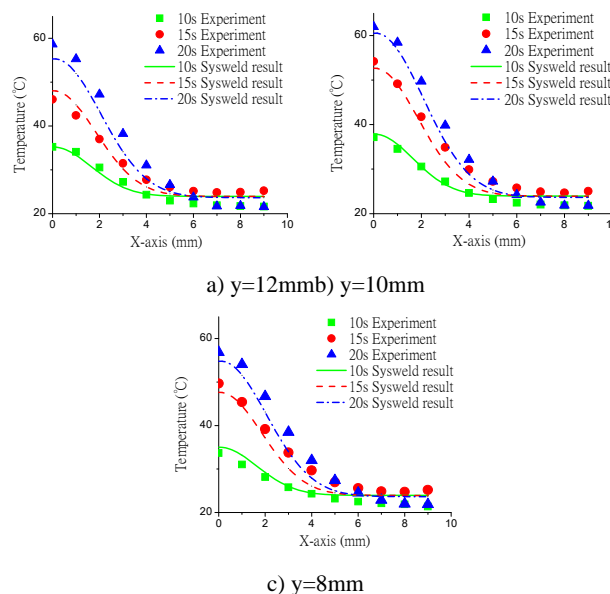 10s Experiment
15s Experiment
20s Experiment
10s Sysweld result
15s Sysweld result
20s Sysweld result
Temperature (℃)
60
40
20
0 2 4 6 8 10
X-axis (mm)
10s Experiment
15s Experiment
20s Experiment
10s Sysweld result
15s Sysweld result
20s Sysweld result
Temperature (℃)
60
40
20
0 2 4 6 8 10
X-axis (mm)
a) y=12mmb) y=10mm
10s Experiment
15s Experiment
20s Experiment
10s Sysweld result
15s Sysweld result
20s Sysweld result
Temperature (℃)
60
40
20
0 2 4 6 8 10
X-axis (mm)
c) y=8mm